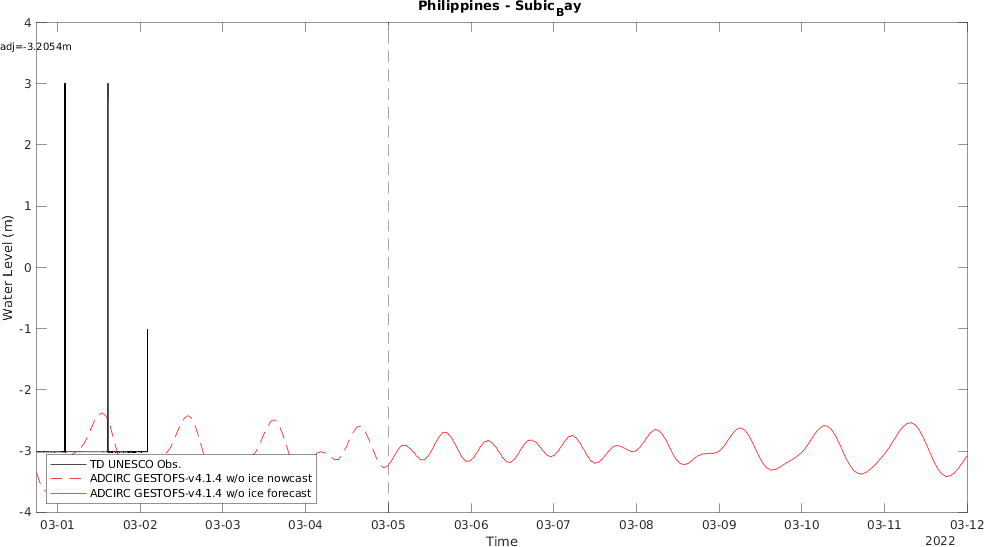 Philippines - SubicBay
4
adj=-3.2054m
3
2
1
0
-1
-2
-3
-4
Water Level (m)
TD UNESCO Obs.
ADCIRC GESTOFS-v4.1.4 w/o ice nowcast
ADCIRC GESTOFS-v4.1.4 w/o ice forecast
03-01 03-02 03-03 03-04 03-05 03-06 03-07 03-08 03-09 03-10 03-11 03-12
Time
2022